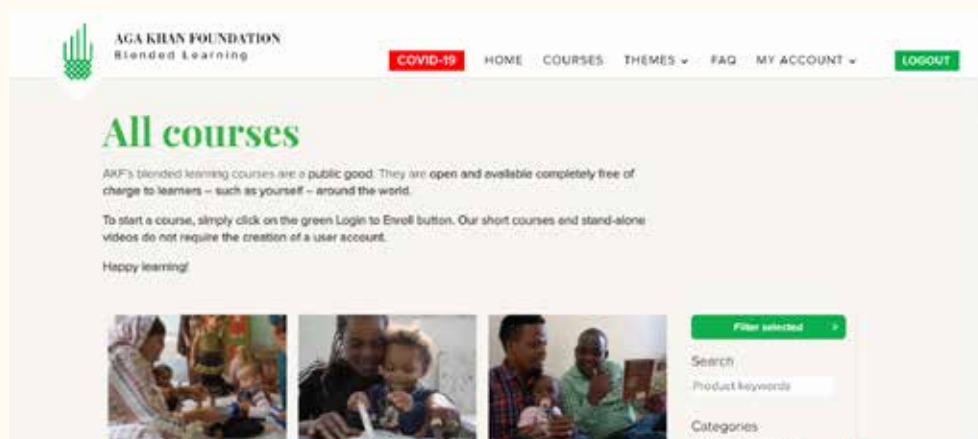 AGA KHAN FOUNDATION
Blended Learning
COVID-19 HOME COURSES THEMES FAQ MY ACCOUNT LOGOUT
All courses
AKF's blended learning courses are a public good. They are open and available completely free of
charge to learners – such as yourself – around the world.
To start a course, simply click on the green Login to Enroll button. Our short courses and stand-alone
videos do not require the creation of a user account.
Happy learning!
Filter selected >
Search
Product keywords
Categories